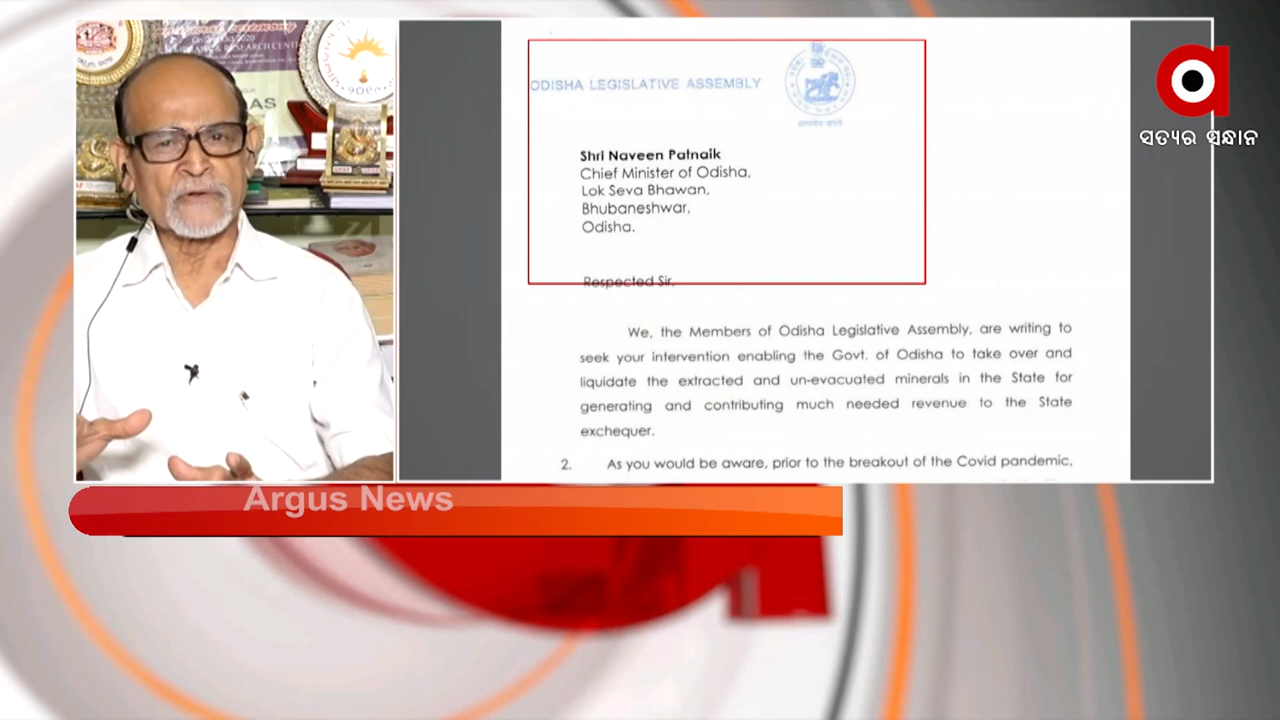 On 2nd Oct 2020
ODISHA LEGISLATIVE ASSEMBLY
Shri Naveen Patnaik
Chief Minister of Odisha,
Lok Seva Bhawan,
Bhubaneshwar,
Odisha.
Respected Sir,
We, the Members of Odisha Legislative Assembly, are writing to
seek your intervention enabling the Govt. of Odisha to take over and
liquidate the extracted and un-evacuated minerals in the State for
generating and contributing much needed revenue to the State
exchequer.
2. As you would be aware, prior to the breakout of the Covid pandemic,
ସତ୍ୟର ସନ୍ଧାନ
Argus News